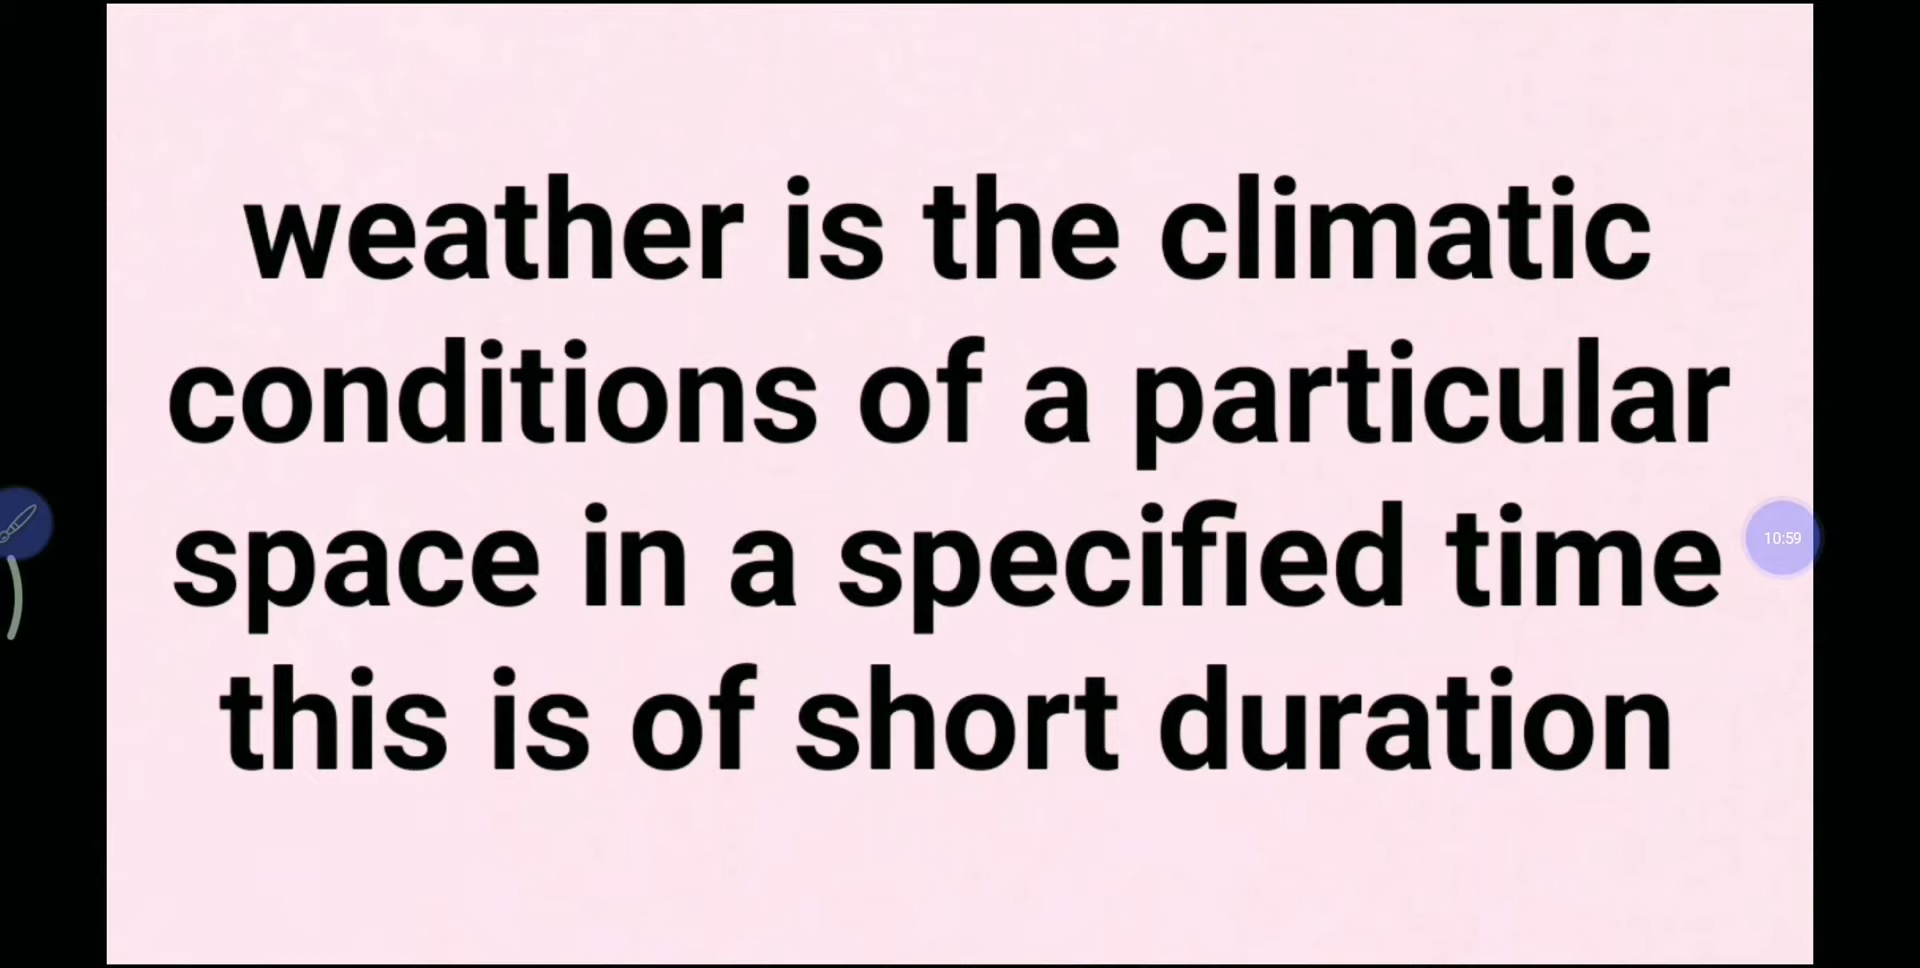 weather is the climatic
conditions of a particular
space in a specified time
this is of short duration
10:59